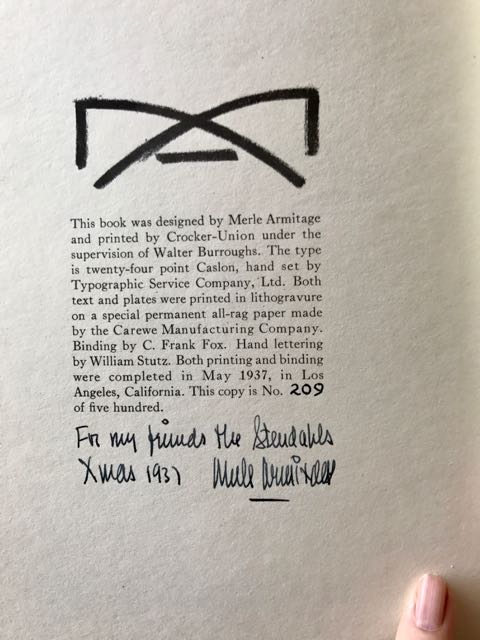 This book was designed by Merle Armitage
and printed by Crocker-Union under the
supervision of Walter Burroughs. The type
is twenty-four point Caslon, hand set by
Typographic Service Company, Ltd. Both
text and plates were printed in lithogravure
on a special permanent all-rag paper made
by the Carewe Manufacturing Company.
Binding by C. Frank Fox. Hand lettering
by William Stutz. Both printing and binding
were completed in May 1937, in Los
Angeles, California. This copy is No. 209
of five hundred.
For my friends the Stendahls
Xmas 1937 Merle Armitage